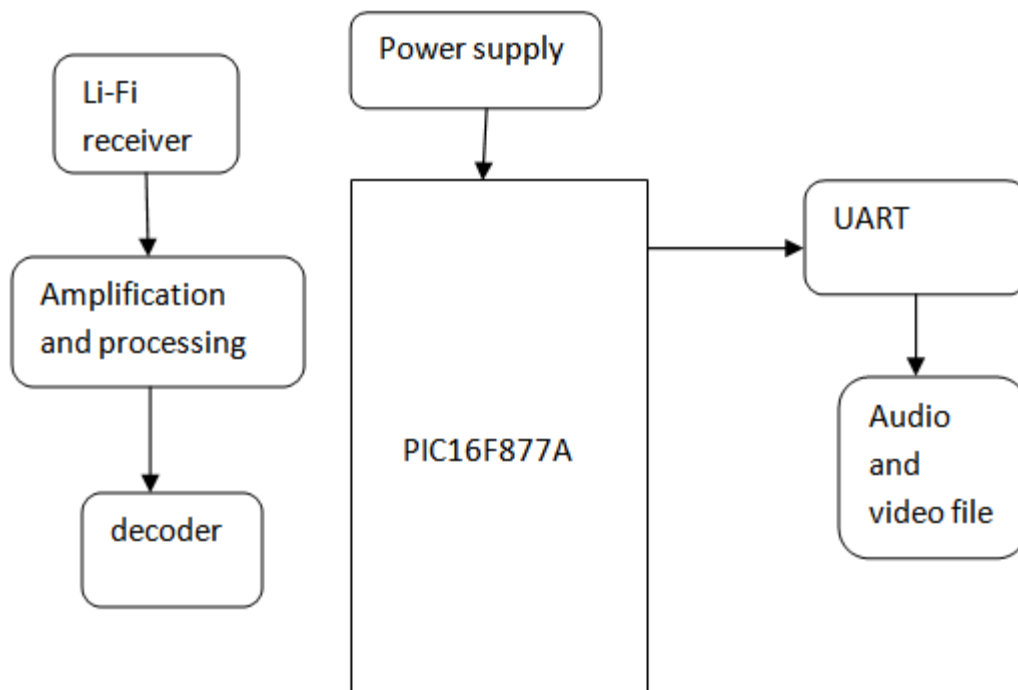 Power supply
Li-Fi
receiver
UART
Amplification
and processing
Audio
and
video file
PIC16F877A
decoder